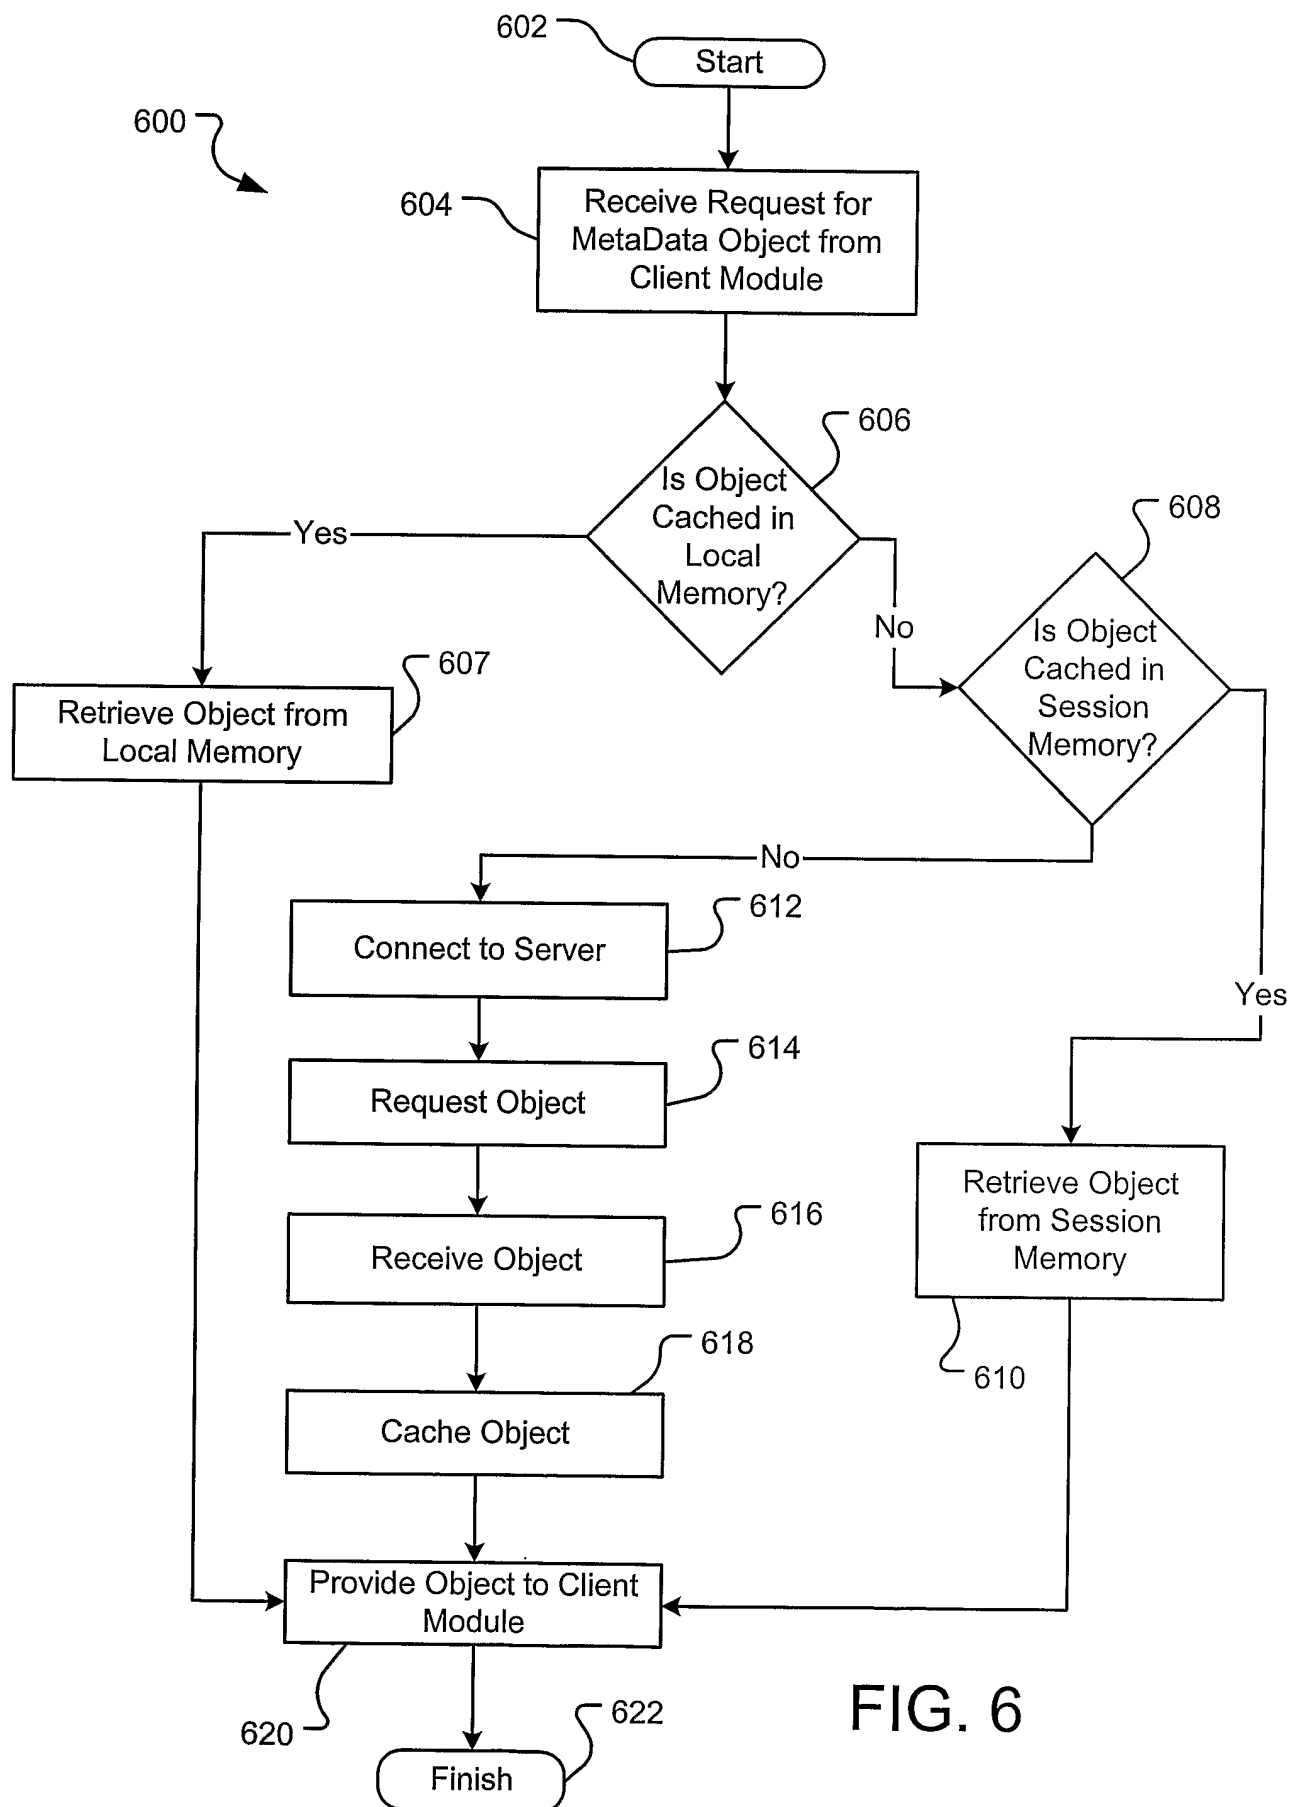 602
Start
600
604
Receive Request for
MetaData Object from
Client Module
606
Is Object
Cached in
Local
Memory?
Yes
No
608
Is Object
Cached in
Session
Memory?
607
Retrieve Object from
Local Memory
No
Yes
612
Connect to Server
614
Request Object
616
Receive Object
Retrieve Object
from Session
Memory
610
618
Cache Object
Provide Object to Client
Module
620
622
Finish
FIG. 6